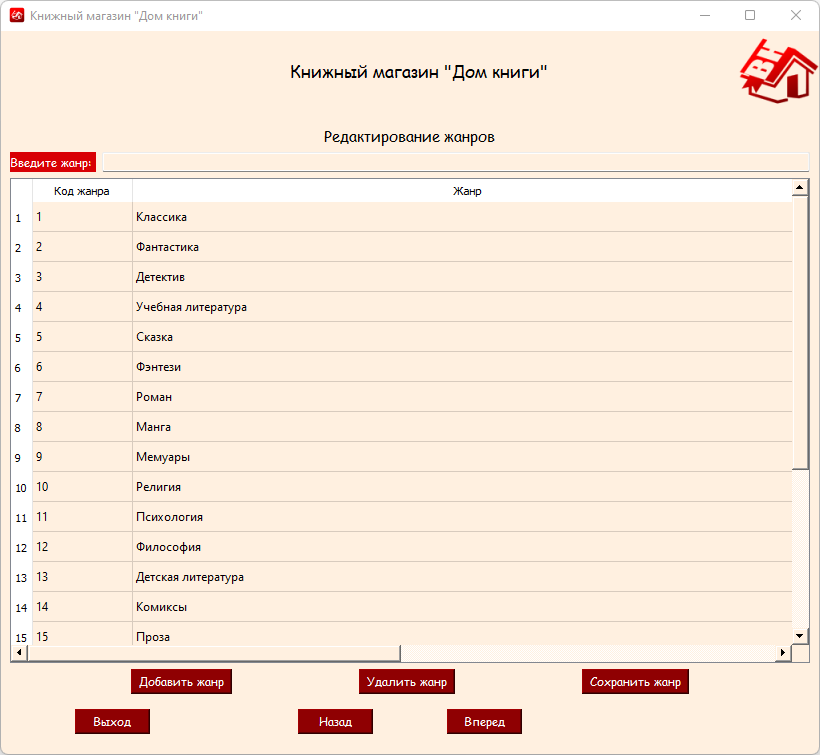 Книжный магазин "Дом книги"
Книжный магазин "Дом книги"
Редактирование жанров
Введите жанр:
Код жанра Жанр
1 1 Классика
2 2 Фантастика
3 3 Детектив
4 4 Учебная литература
5 5 Сказка
6 6 Фэнтези
7 7 Роман
8 8 Манга
9 9 Мемуары
10 10 Религия
11 11 Психология
12 12 Философия
13 13 Детская литература
14 14 Комиксы
15 15 Проза
Добавить жанр Удалить жанр Сохранить жанр
Выход Назад Вперед